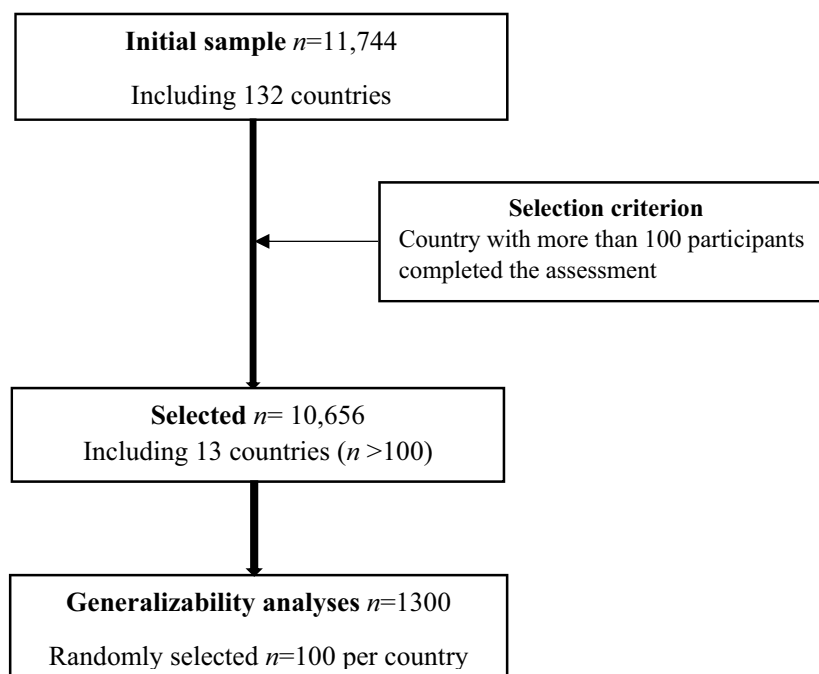 Initial sample n=11,744
Including 132 countries
Selection criterion
Country with more than 100 participants
completed the assessment
Selected n= 10,656
Including 13 countries (n >100)
Generalizability analyses n=1300
Randomly selected n=100 per country